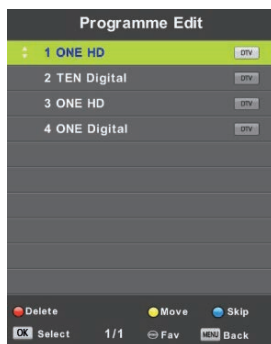 Programme Edit
1 ONE HD DTV
2 TEN Digital DTV
3 ONE HD DTV
4 ONE Digital DTV
Delete Move Skip
OK Select 1/1 Fav MENU Back